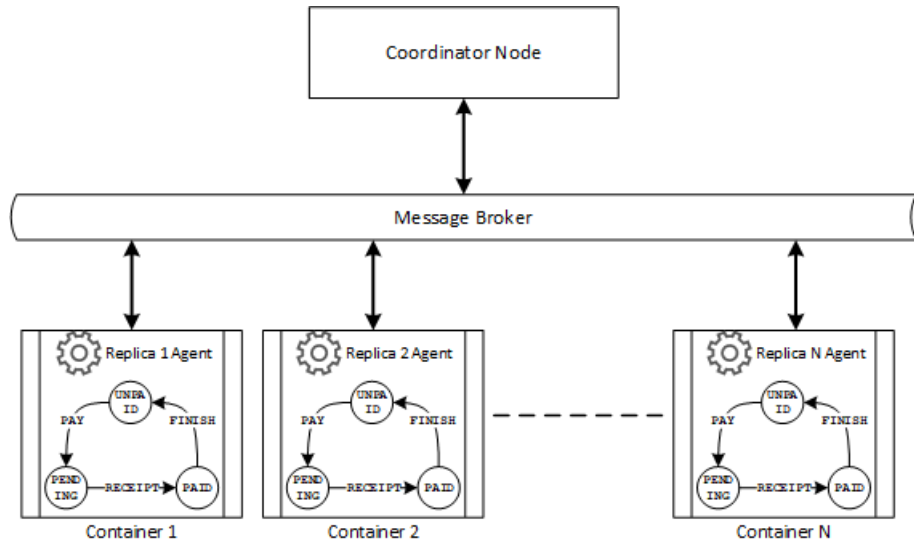 Coordinator Node
Message Broker
Replica 1 Agent
UNPA
ID
PAY
FINISH
PEND
ING
RECEIPT
PAID
Container 1
Replica 2 Agent
UNPA
ID
PAY
FINISH
PEND
ING
RECEIPT
PAID
Container 2
Replica N Agent
UNPA
ID
PAY
FINISH
PEND
ING
RECEIPT
PAID
Container N